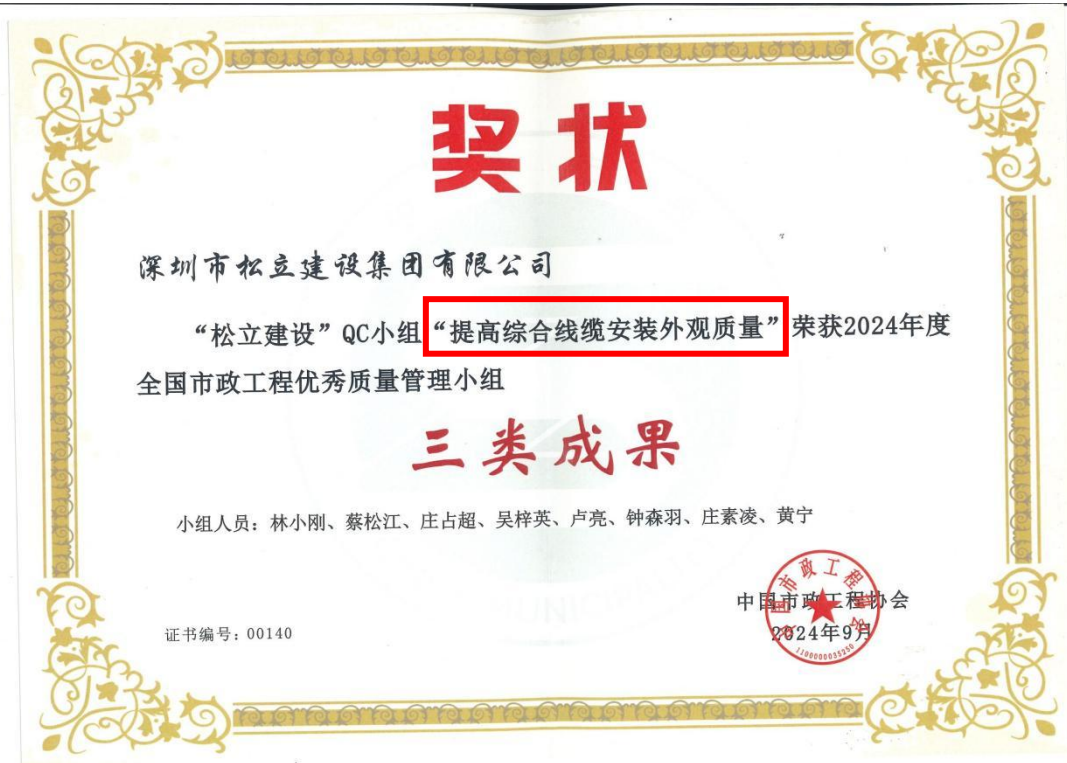 奖状
深圳市松立建设集团有限公司
“松立建设”QC小组“提高综合线缆安装外观质量”荣获2024年度
全国市政工程优秀质量管理小组
三类成果
小组人员：林小刚、蔡松江、庄占超、吴梓英、卢亮、钟森羽、庄素凌、黄宁
中国市政工程协会
2024年9月
证书编号：00140